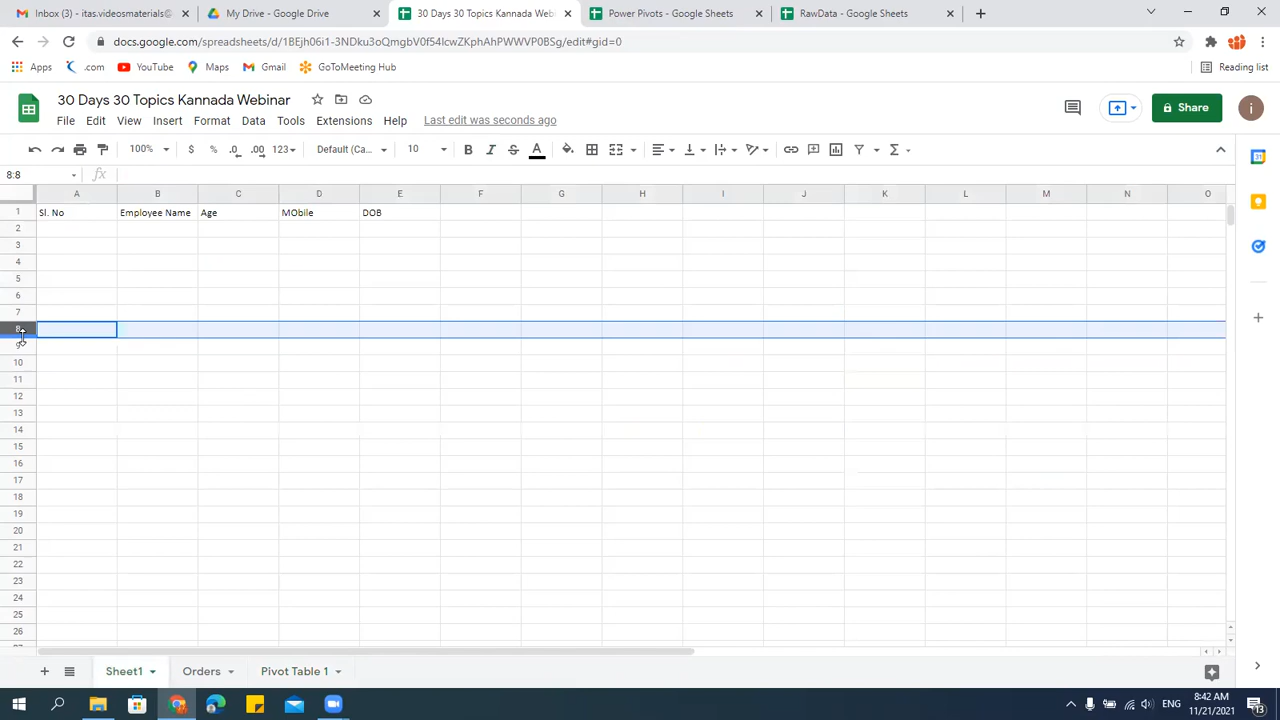 Inbox (3) - irs.videosmaterials@
My Drive - Google Drive
30 Days 30 Topics Kannada Web
Power Pivots - Google Sheets
RawData - Google Sheets
docs.google.com/spreadsheets/d/1BEjh06i1-3NDku3oQmgbV0f54IcwZKphAhPWWVP0BSg/edit#gid=0
Apps .com YouTube Maps Gmail GoToMeeting Hub Reading list
30 Days 30 Topics Kannada Webinar
Share i
File Edit View Insert Format Data Tools Extensions Help Last edit was seconds ago
100% $ % .0 .00 123 Default (Ca... 10 B I S A
8:8 fx
A B C D E F G H I J K L M N O
1 Sl. No Employee Name Age MObile DOB
2
3
4
5
6
7
8
9
10
11
12
13
14
15
16
17
18
19
20
21
22
23
24
25
26
Sheet1 Orders Pivot Table 1
ENG 8:42 AM
11/21/2021 13